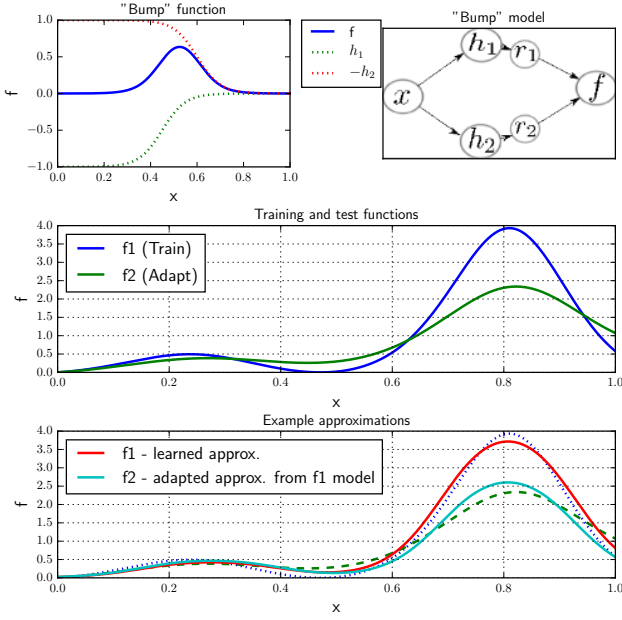 "Bump" function
"Bump" model
f
1.0
0.5
0.0
−0.5
−1.0
0.0 0.2 0.4 0.6 0.8 1.0
x
f
h₁
−h₂
x
h₁
r₁
h₂
r₂
f
Training and test functions
f
4.0
3.5
3.0
2.5
2.0
1.5
1.0
0.5
0.0
f1 (Train)
f2 (Adapt)
0.0 0.2 0.4 0.6 0.8 1.0
x
Example approximations
f
4.0
3.5
3.0
2.5
2.0
1.5
1.0
0.5
0.0
f1 - learned approx.
f2 - adapted approx. from f1 model
0.0 0.2 0.4 0.6 0.8 1.0
x